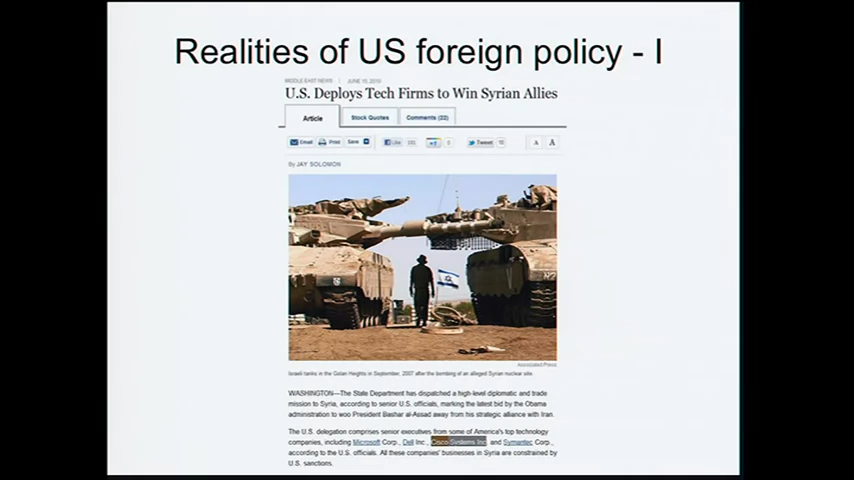 Realities of US foreign policy - I
MIDDLE EAST NEWS | JUNE 10, 2010
U.S. Deploys Tech Firms to Win Syrian Allies
Article Stock Quotes Comments (22)
Email Print Save Like +1 0 Tweet A A
By JAY SOLOMON
Associated Press
Israeli tanks in the Golan Heights in September, 2007 after the bombing of an alleged Syrian nuclear site.
WASHINGTON—The State Department has dispatched a high-level diplomatic and trade
mission to Syria, according to senior U.S. officials, marking the latest bid by the Obama
administration to woo President Bashar al-Assad away from his strategic alliance with Iran.
The U.S. delegation comprises senior executives from some of America's top technology
companies, including Microsoft Corp., Dell Inc., Cisco Systems Inc. and Symantec Corp.,
according to the U.S. officials. All these companies' businesses in Syria are constrained by
U.S. sanctions.